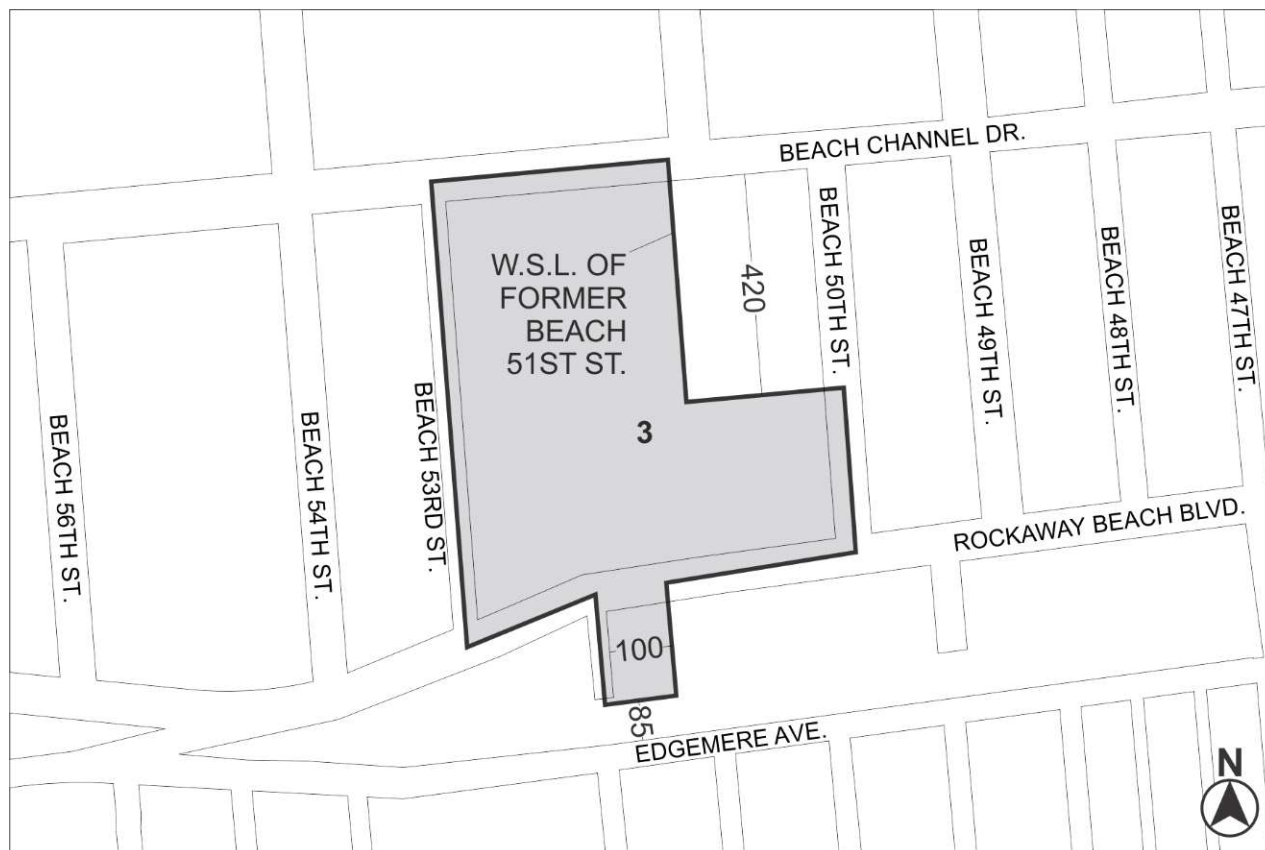 BEACH CHANNEL DR.
W.S.L. OF
FORMER
BEACH
51ST ST.
420
BEACH 50TH ST.
BEACH 49TH ST.
BEACH 48TH ST.
BEACH 47TH ST.
BEACH 56TH ST.
BEACH 54TH ST.
BEACH 53RD ST.
3
ROCKAWAY BEACH BLVD.
100
85
EDGEMERE AVE.
N